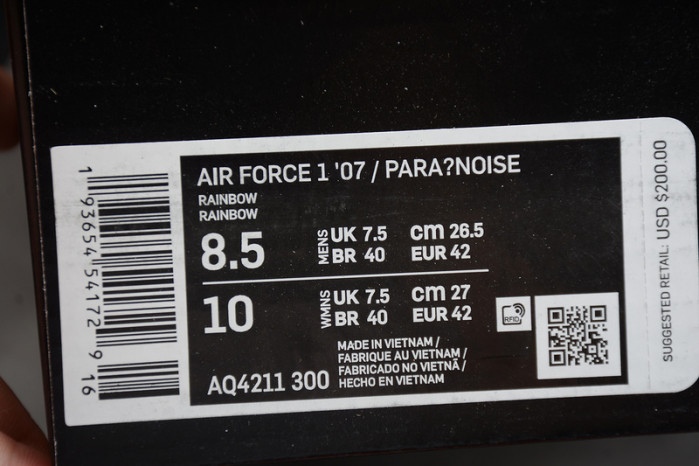 AIR FORCE 1 '07 / PARA?NOISE
RAINBOW
RAINBOW
8.5
MENS
UK 7.5
cm 26.5
BR 40
EUR 42
10
WMNS
UK 7.5
cm 27
BR 40
EUR 42
MADE IN VIETNAM /
FABRIQUE AU VIETNAM /
FABRICADO NO VIETNÃ /
HECHO EN VIETNAM
AQ4211 300
RFID
1 93654 54172 9 16
SUGGESTED RETAIL: USD $200.00